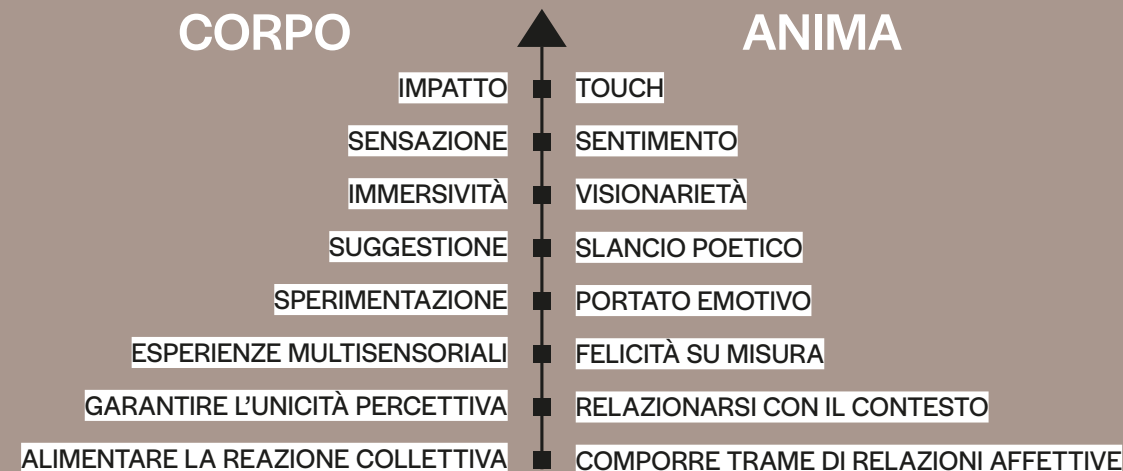 CORPO ANIMA
IMPATTO TOUCH
SENSAZIONE SENTIMENTO
IMMERSIVITÀ VISIONARIETÀ
SUGGESTIONE SLANCIO POETICO
SPERIMENTAZIONE PORTATO EMOTIVO
ESPERIENZE MULTISENSORIALI FELICITÀ SU MISURA
GARANTIRE L’UNICITÀ PERCETTIVA RELAZIONARSI CON IL CONTESTO
ALIMENTARE LA REAZIONE COLLETTIVA COMPORRE TRAME DI RELAZIONI AFFETTIVE